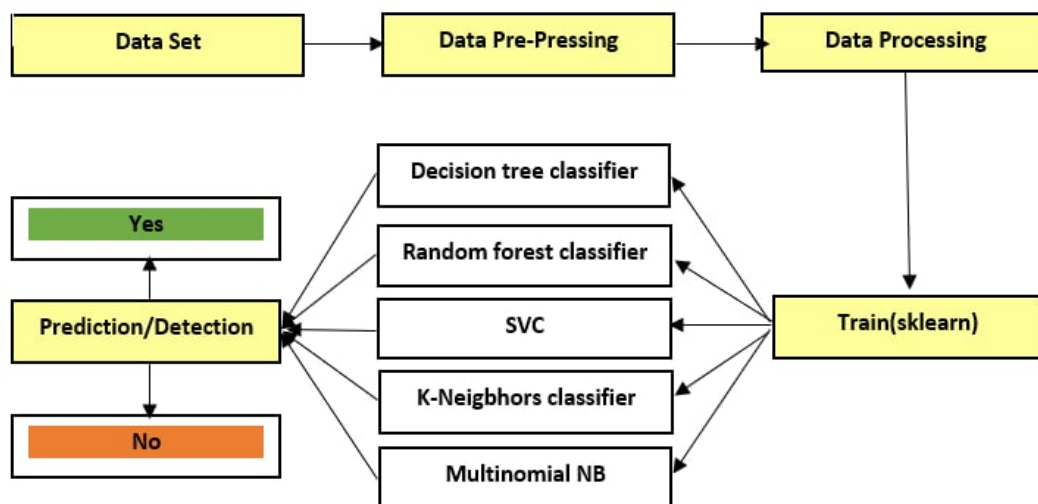 Data Set
Data Pre-Pressing
Data Processing
Decision tree classifier
Yes
Random forest classifier
Prediction/Detection
SVC
Train(sklearn)
K-Neigbhors classifier
No
Multinomial NB